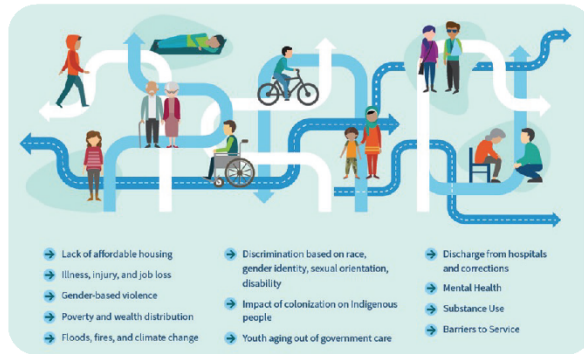 Lack of affordable housing
Illness, injury, and job loss
Gender-based violence
Poverty and wealth distribution
Floods, fires, and climate change
Discrimination based on race,
gender identity, sexual orientation,
disability
Impact of colonization on Indigenous
people
Youth aging out of government care
Discharge from hospitals
and corrections
Mental Health
Substance Use
Barriers to Service